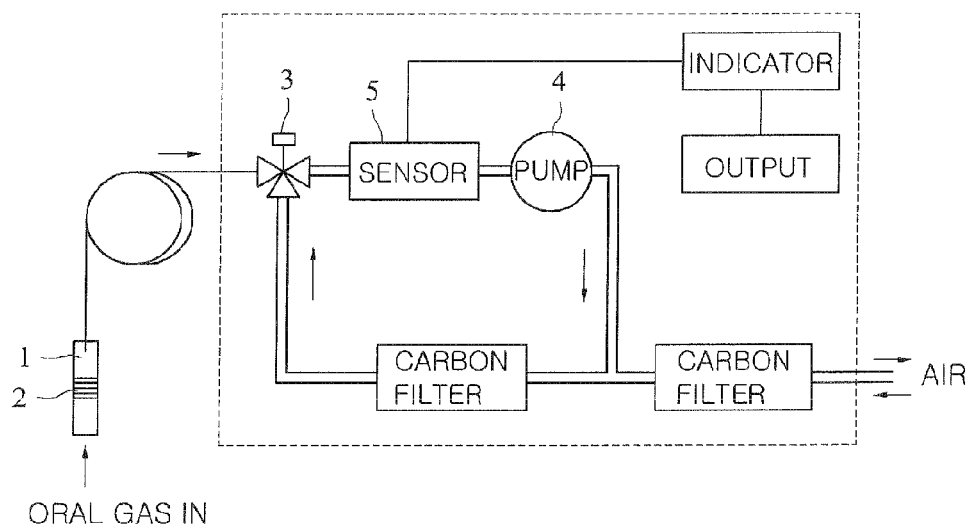 INDICATOR
OUTPUT
3
5
4
SENSOR
PUMP
1
2
CARBON
FILTER
CARBON
FILTER
AIR
ORAL GAS IN